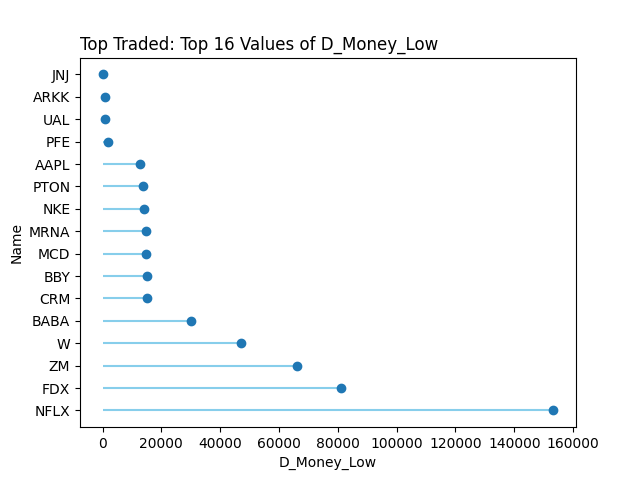 Top Traded: Top 16 Values of D_Money_Low
JNJ
ARKK
UAL
PFE
AAPL
PTON
NKE
MRNA
MCD
BBY
CRM
BABA
W
ZM
FDX
NFLX
Name
0 20000 40000 60000 80000 100000 120000 140000 160000
D_Money_Low